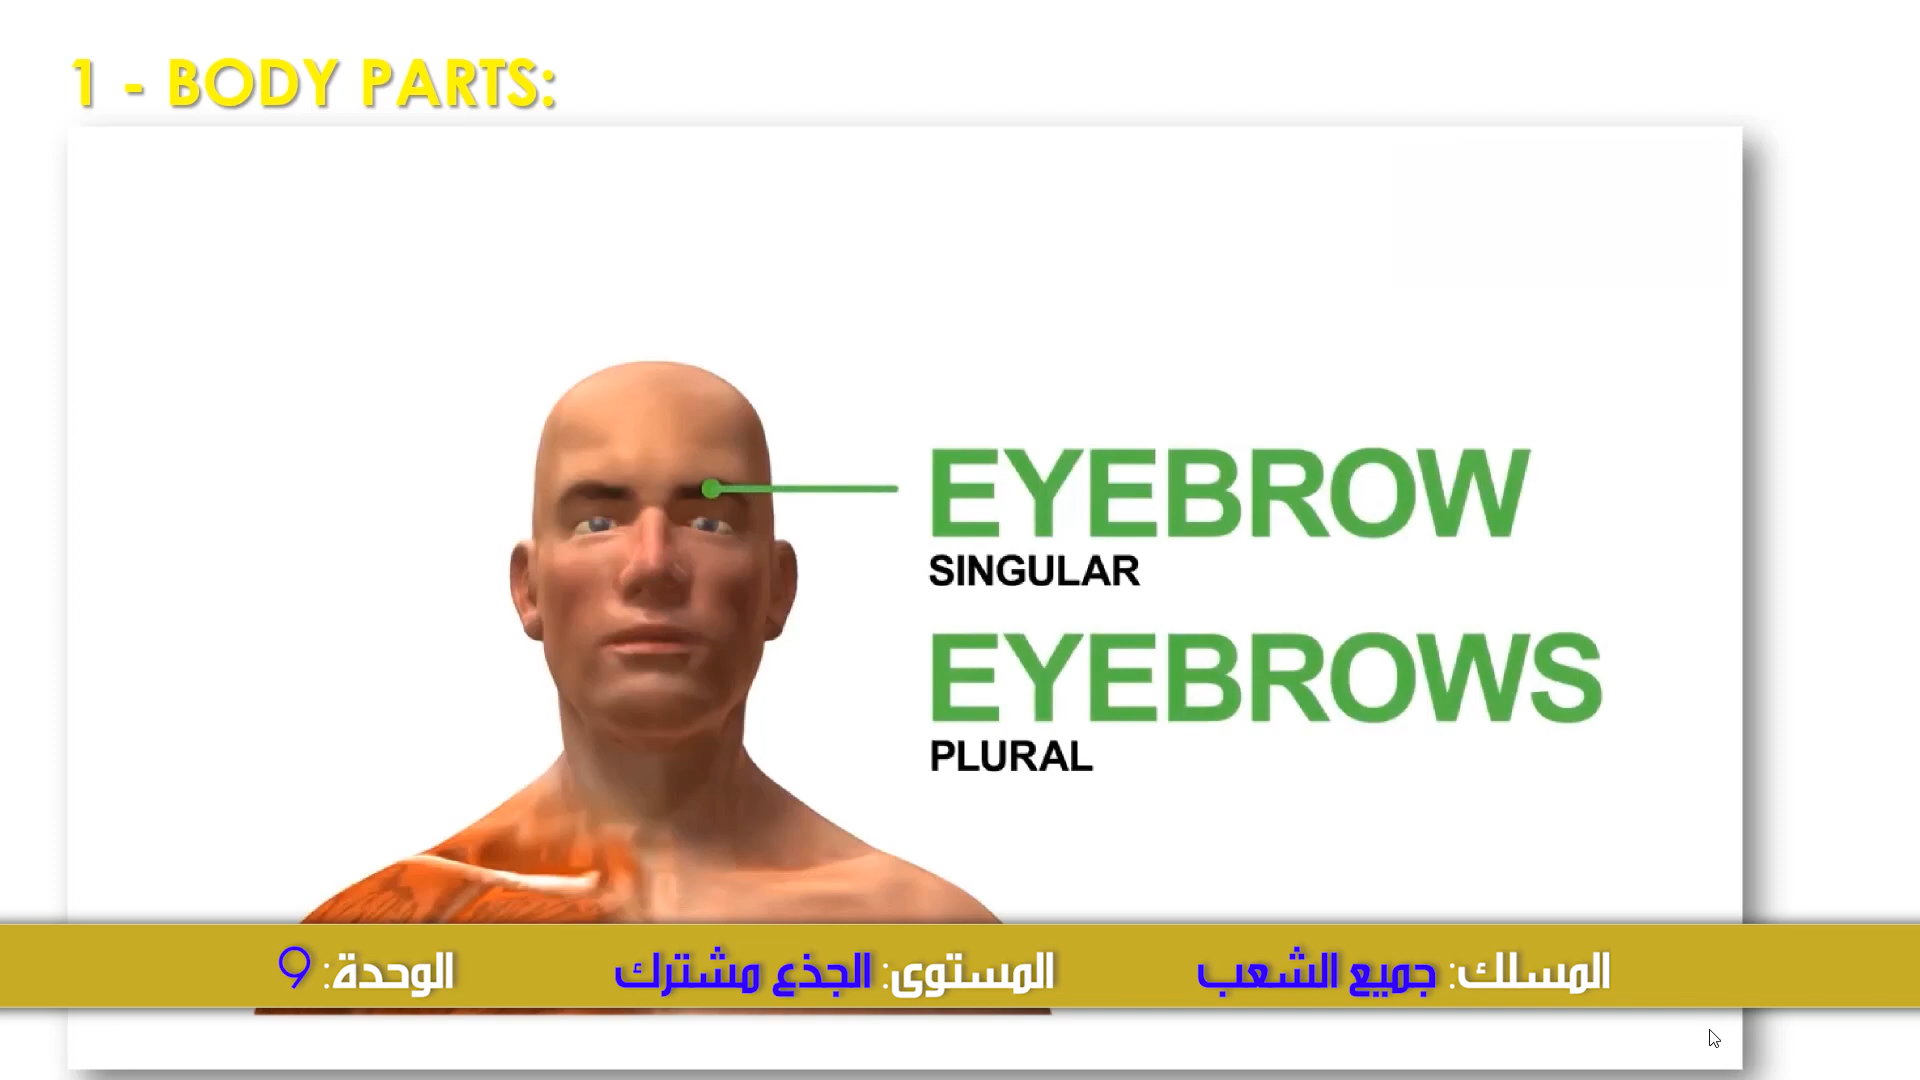 1 - BODY PARTS:
EYEBROW
SINGULAR
EYEBROWS
PLURAL
المسلك: جميع الشعب المستوى: الجذع مشترك الوحدة: 9